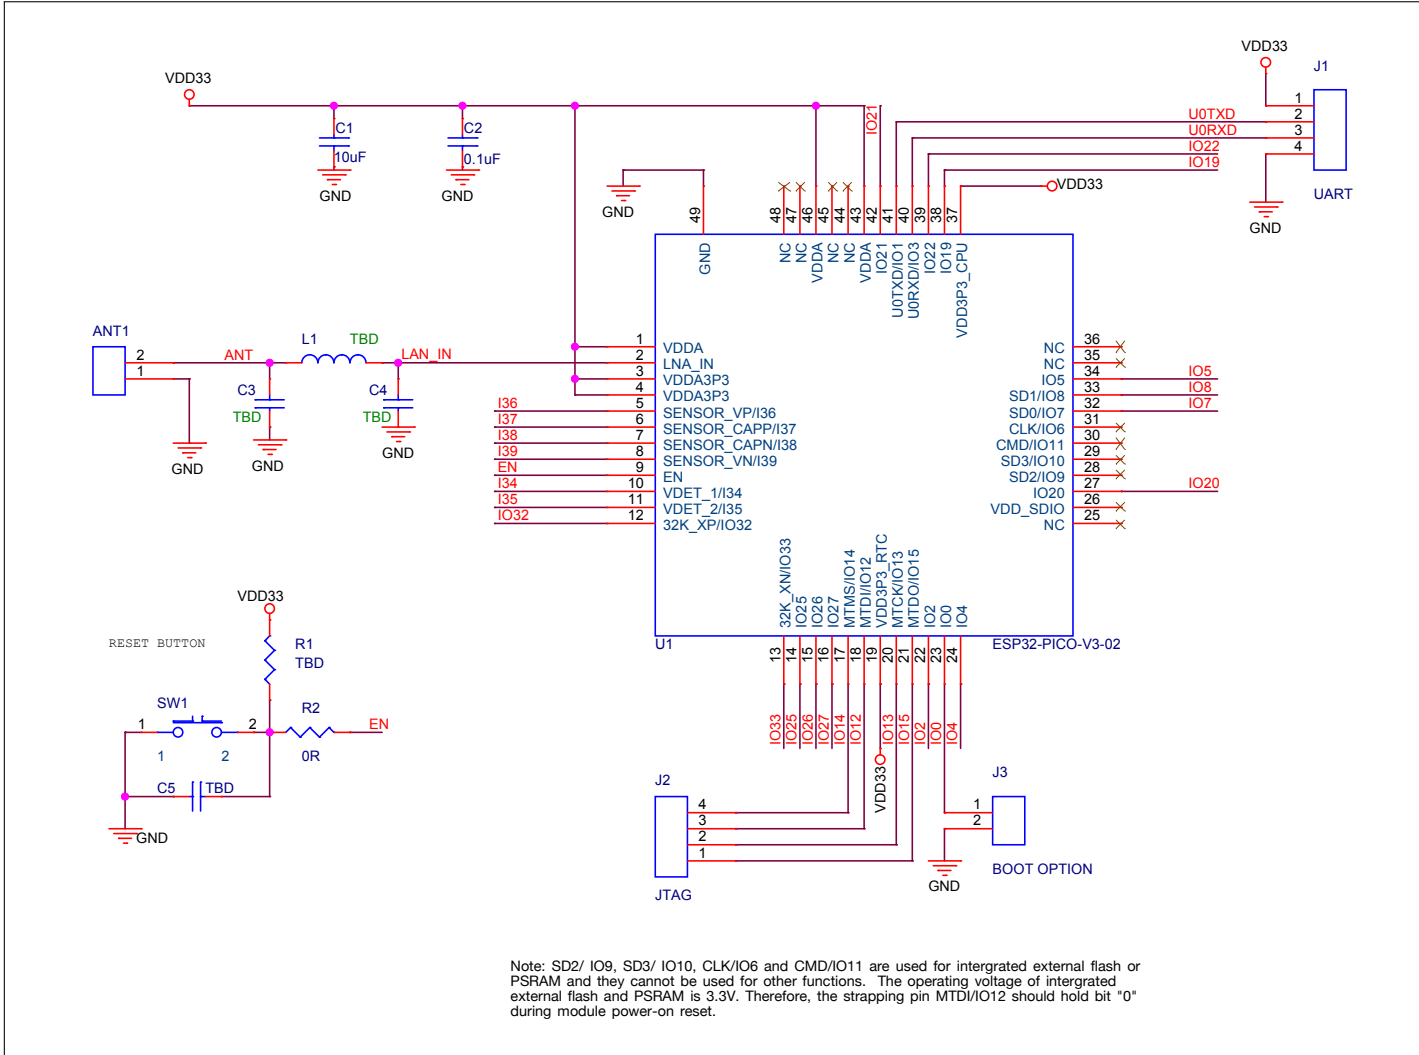 VDD33
VDD33
J1
C1
10uF
GND
C2
0.1uF
GND
IO21
U0TXD
U0RXD
IO22
IO19
1
2
3
4
UART
GND
GND
VDD33
49
48
47
46
45
44
43
42
41
40
39
38
37
GND
NC
NC
VDDA
NC
NC
VDDA
IO21
U0TXD/IO1
U0RXD/IO3
IO22
IO19
VDD3P3_CPU
ANT1
2
1
ANT
L1
TBD
LAN_IN
C3
TBD
C4
TBD
GND
GND
GND
I36
I37
I38
I39
EN
I34
I35
IO32
1
2
3
4
5
6
7
8
9
10
11
12
VDDA
LNA_IN
VDDA3P3
VDDA3P3
SENSOR_VP/I36
SENSOR_CAPP/I37
SENSOR_CAPN/I38
SENSOR_VN/I39
EN
VDET_1/I34
VDET_2/I35
32K_XP/IO32
NC
NC
IO5
SD1/IO8
SD0/IO7
CLK/IO6
CMD/IO11
SD3/IO10
SD2/IO9
IO20
VDD_SDIO
NC
36
35
34
33
32
31
30
29
28
27
26
25
IO5
IO8
IO7
IO20
32K_XN/IO33
IO25
IO26
IO27
MTMS/IO14
MTDI/IO12
VDD3P3_RTC
MTCK/IO13
MTDO/IO15
IO2
IO0
IO4
U1
ESP32-PICO-V3-02
13
14
15
16
17
18
19
20
21
22
23
24
IO33
IO25
IO26
IO27
IO14
IO12
VDD33
IO13
IO15
IO2
IO0
IO4
VDD33
RESET BUTTON
R1
TBD
SW1
1
2
1
2
R2
0R
EN
C5
TBD
GND
J2
4
3
2
1
JTAG
J3
1
2
GND
BOOT OPTION
Note: SD2/ IO9, SD3/ IO10, CLK/IO6 and CMD/IO11 are used for intergrated external flash or
PSRAM and they cannot be used for other functions. The operating voltage of intergrated
external flash and PSRAM is 3.3V. Therefore, the strapping pin MTDI/IO12 should hold bit "0"
during module power-on reset.